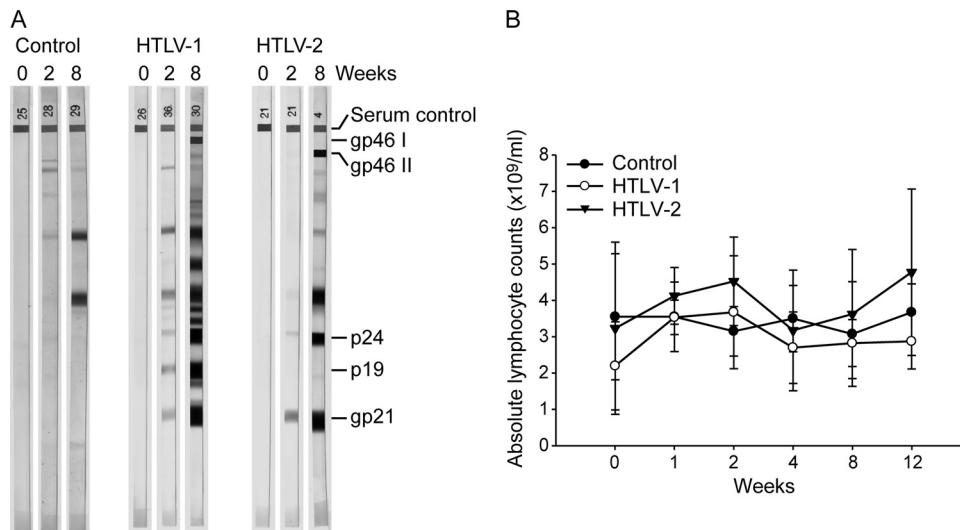 A
Control HTLV-1 HTLV-2
0 2 8 0 2 8 0 2 8 Weeks
25 28 29 26 36 30 21 21 4
Serum control
gp46 I
gp46 II
p24
p19
gp21
B
Absolute lymphocyte counts (x10⁹/ml)
8
7
6
5
4
3
2
1
0
Control
HTLV-1
HTLV-2
0 1 2 4 8 12
Weeks